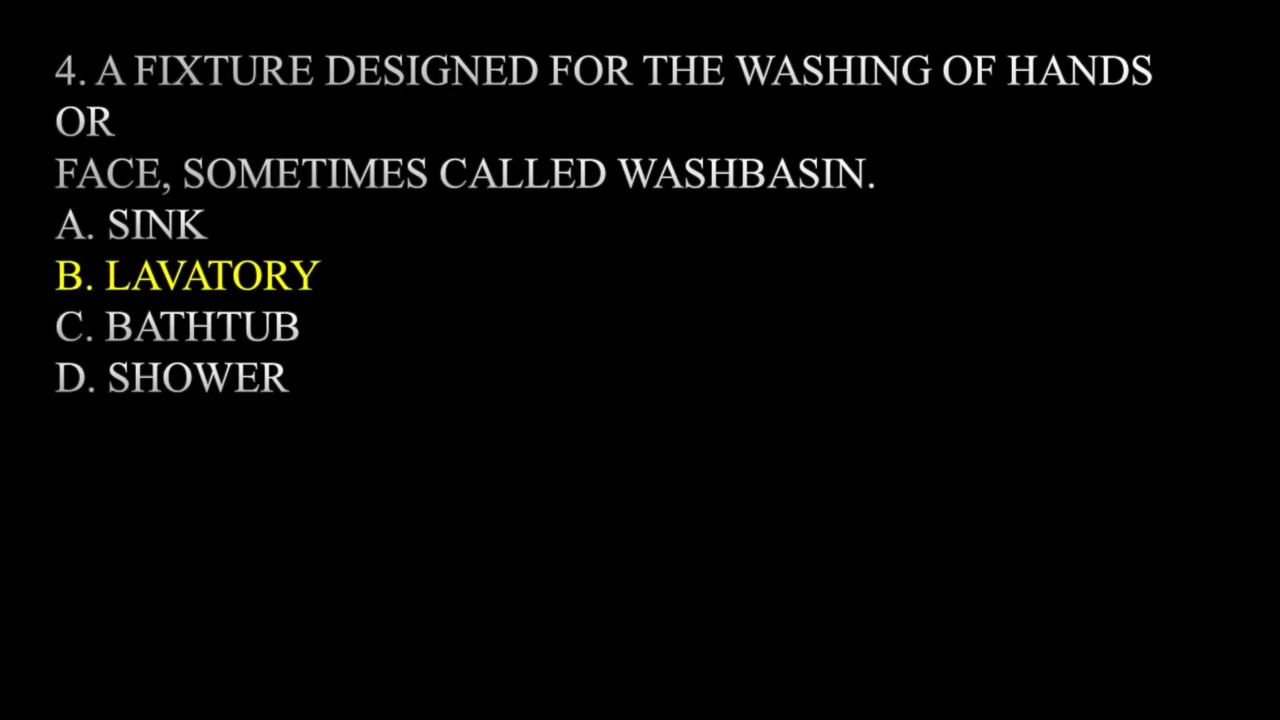 4. A FIXTURE DESIGNED FOR THE WASHING OF HANDS
OR
FACE, SOMETIMES CALLED WASHBASIN.
A. SINK
B. LAVATORY
C. BATHTUB
D. SHOWER